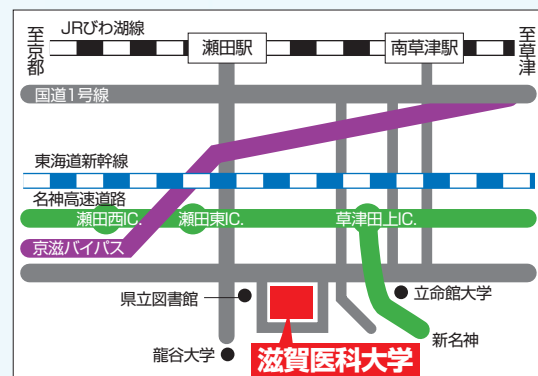 JRびわ湖線
至京都
瀬田駅
南草津駅
至草津
国道1号線
東海道新幹線
名神高速道路
瀬田西IC.
瀬田東IC.
草津田上IC.
京滋バイパス
県立図書館
立命館大学
新名神
龍谷大学
滋賀医科大学